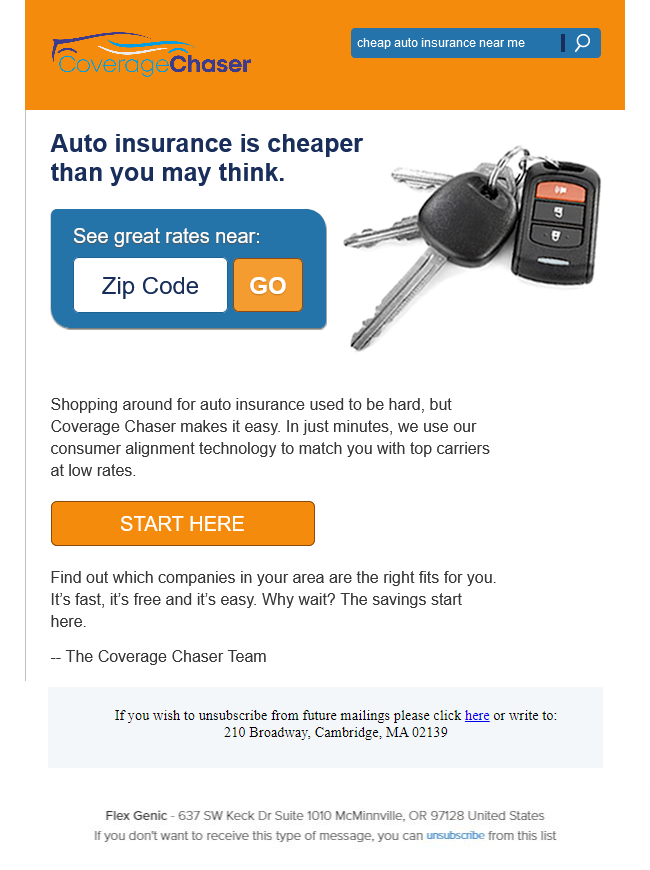 CoverageChaser
cheap auto insurance near me
Auto insurance is cheaper
than you may think.
See great rates near:
Zip Code
GO
Shopping around for auto insurance used to be hard, but
Coverage Chaser makes it easy. In just minutes, we use our
consumer alignment technology to match you with top carriers
at low rates.
START HERE
Find out which companies in your area are the right fits for you.
It’s fast, it’s free and it’s easy. Why wait? The savings start
here.
-- The Coverage Chaser Team
If you wish to unsubscribe from future mailings please click here or write to:
210 Broadway, Cambridge, MA 02139
Flex Genic - 637 SW Keck Dr Suite 1010 McMinnville, OR 97128 United States
If you don't want to receive this type of message, you can unsubscribe from this list